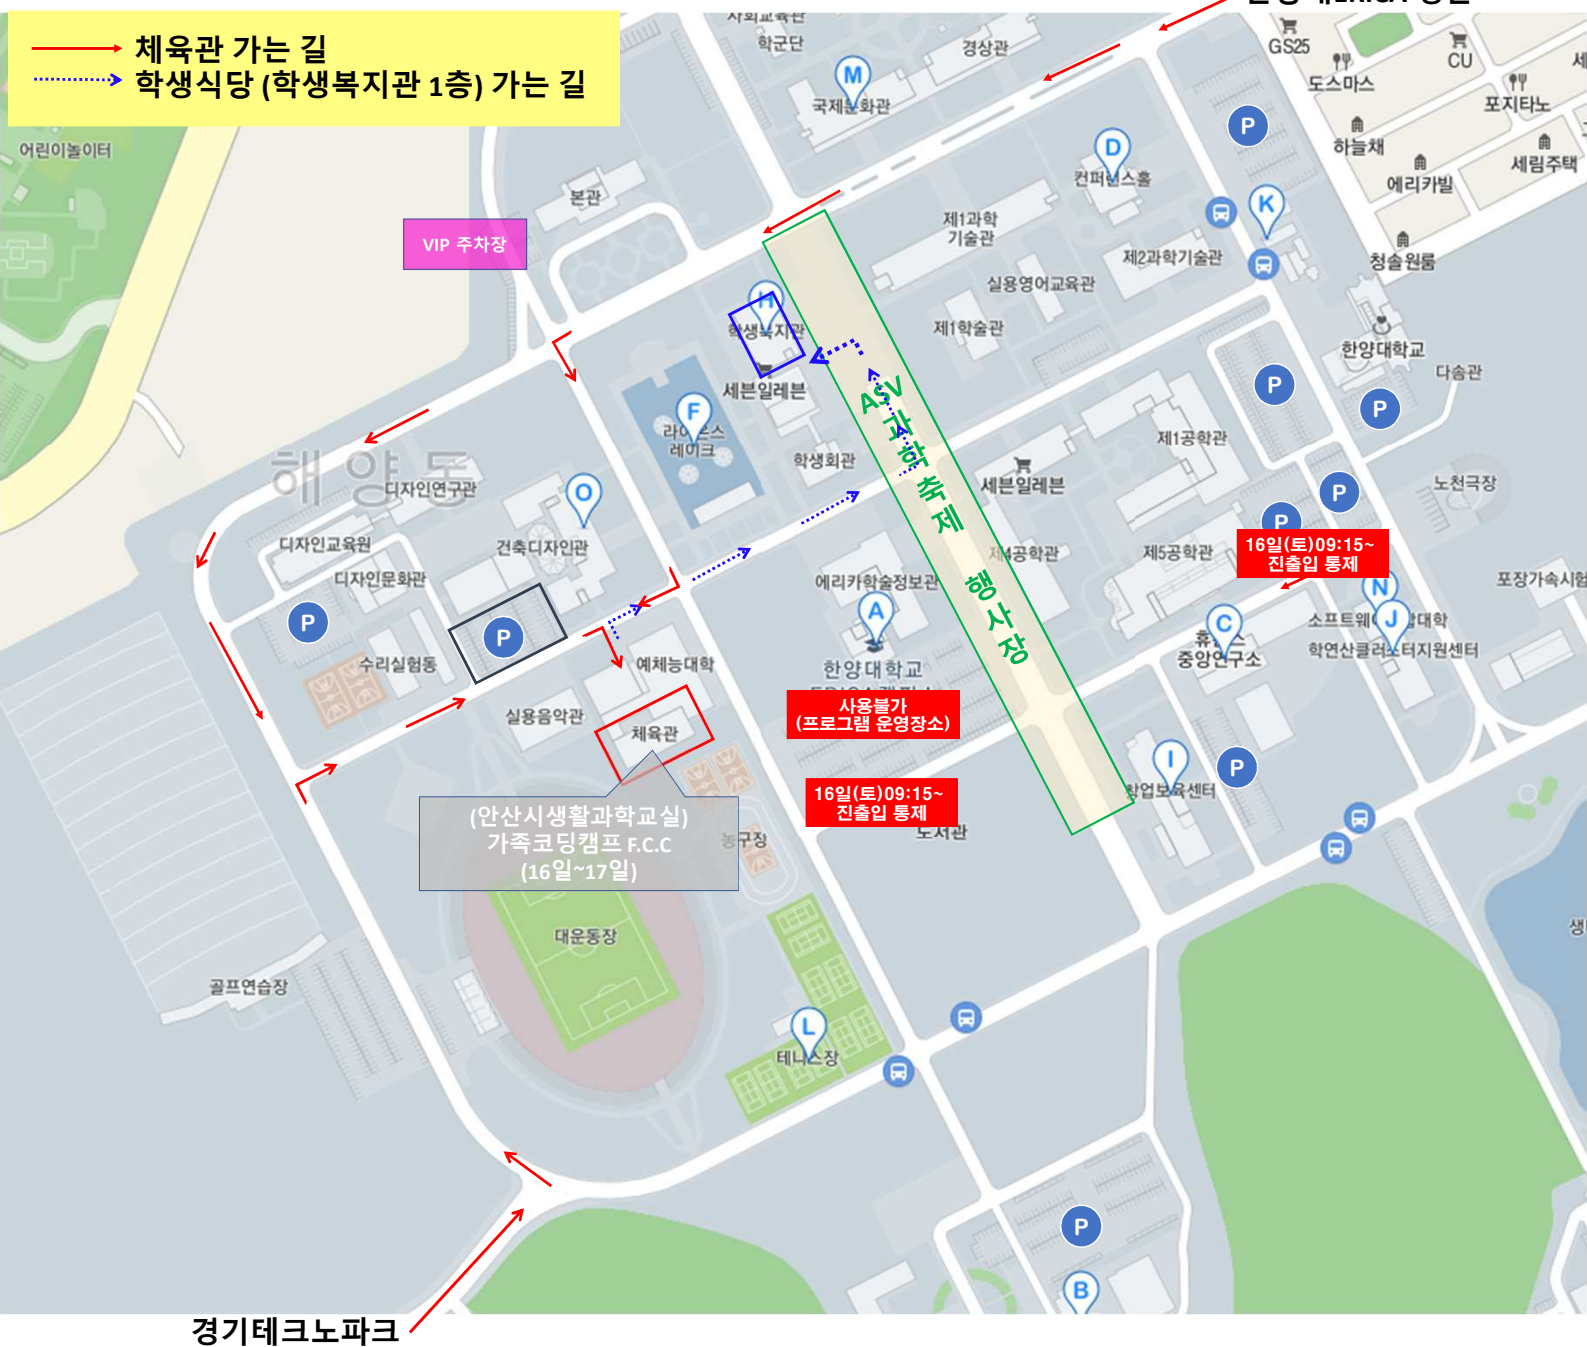 체육관 가는 길
학생식당 (학생복지관 1층) 가는 길
학군단
경상관
GS25
CU
도스마스
포지타노
M
국제문화관
P
하늘채
세림주택
에리카빌
어린이놀이터
D
컨퍼런스홀
본관
K
VIP 주차장
제1과학
기술관
제2과학기술관
청솔원룸
실용영어교육관
H
학생복지관
제1학술관
한양대학교
다솜관
세븐일레븐
P
P
ASV 과학축제 행사장
F
라이언스
레이크
제1공학관
학생회관
해양동
디자인연구관
세븐일레븐
노천극장
O
P
P
디자인교육원
건축디자인관
제4공학관
제5공학관
16일(토)09:15~
진출입 통제
디자인문화관
에리카학술정보관
N
포장가속시험
A
P
P
C
J
수리실험동
예체능대학
한양대학교
중앙연구소
학연산클러스터지원센터
사용불가
(프로그램 운영장소)
실용음악관
체육관
I
P
창업보육센터
16일(토)09:15~
진출입 통제
(안산시생활과학교실)
가족코딩캠프 F.C.C
(16일~17일)
농구장
도서관
대운동장
골프연습장
L
테니스장
P
B
경기테크노파크